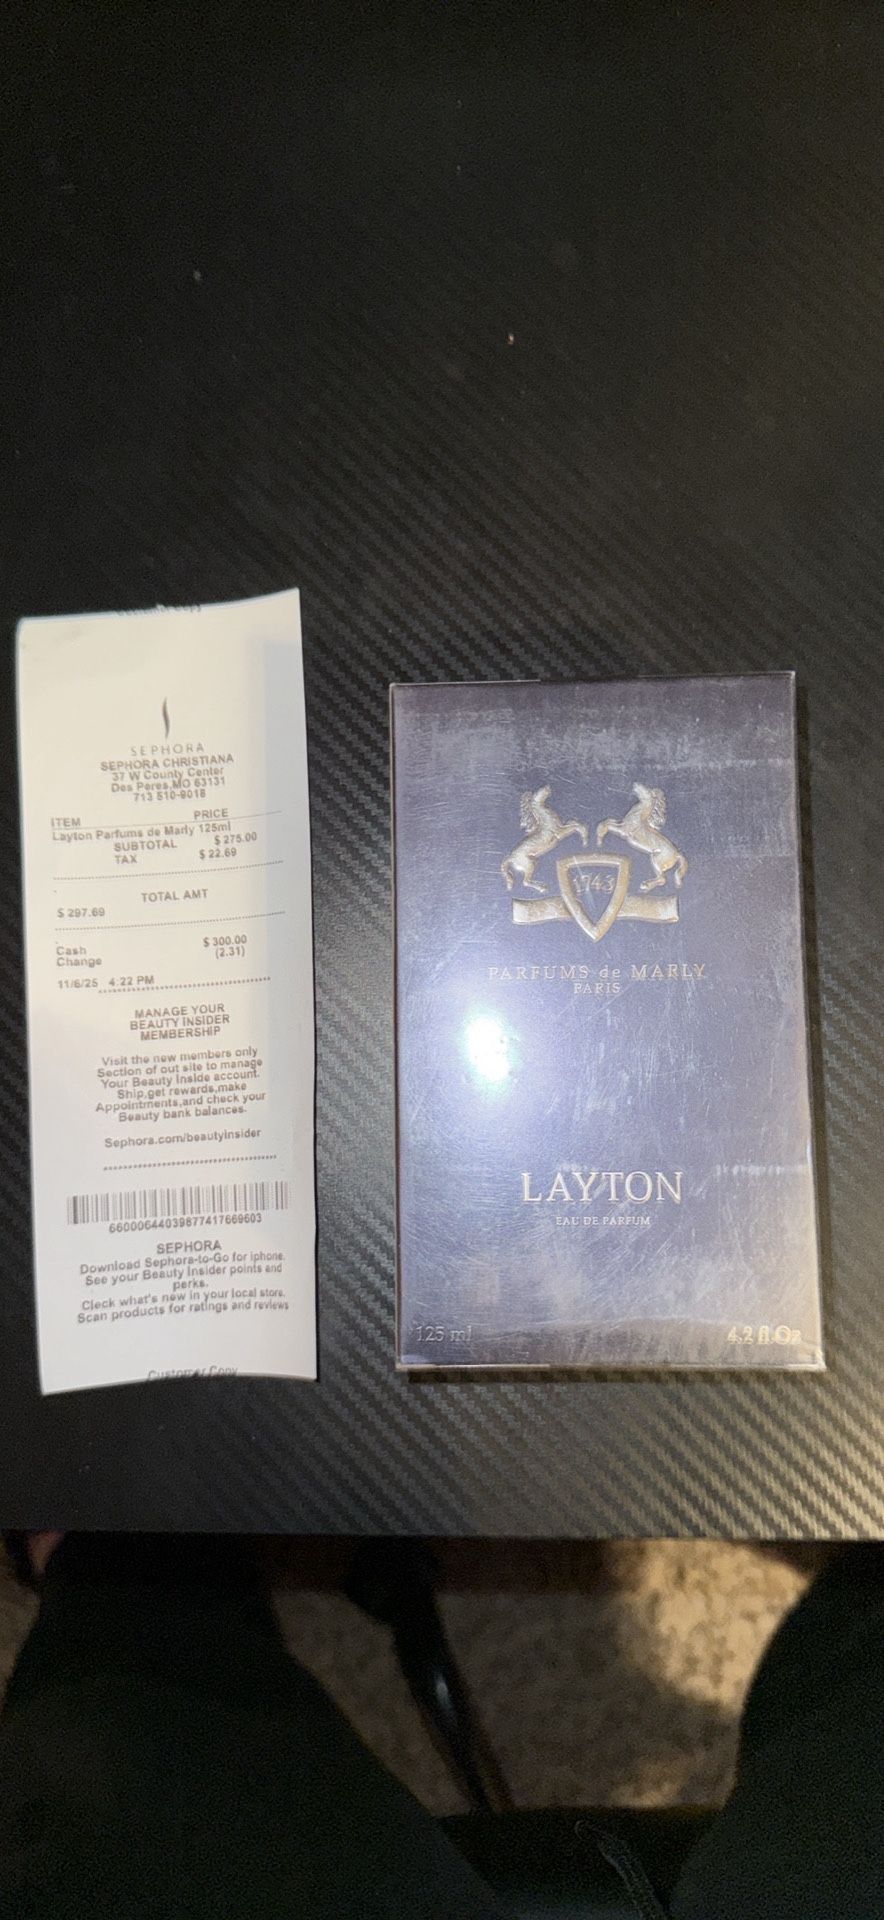 SEPHORA
SEPHORA CHRISTIANA
37 W County Center
Des Peres,MO 63131
713 510-9018
ITEM PRICE
Layton Parfums de Marly 125ml
SUBTOTAL $ 275.00
TAX $ 22.69
TOTAL AMT
$ 297.69
Cash $ 300.00
Change (2.31)
11/6/25 4:22 PM
MANAGE YOUR
BEAUTY INSIDER
MEMBERSHIP
Visit the new members only
Section of out site to manage
Your Beauty Inside account.
Ship,get rewards,make
Appointments,and check your
Beauty bank balances.
Sephora.com/beautyinsider
66000644039877417669603
SEPHORA
Download Sephora-to-Go for iphone.
See your Beauty Insider points and
perks.
Cleck what's new in your local store.
Scan products for ratings and reviews
Customer Copy
1743
PARFUMS de MARLY
PARIS
LAYTON
EAU DE PARFUM
125 ml 4.2 fl.Oz